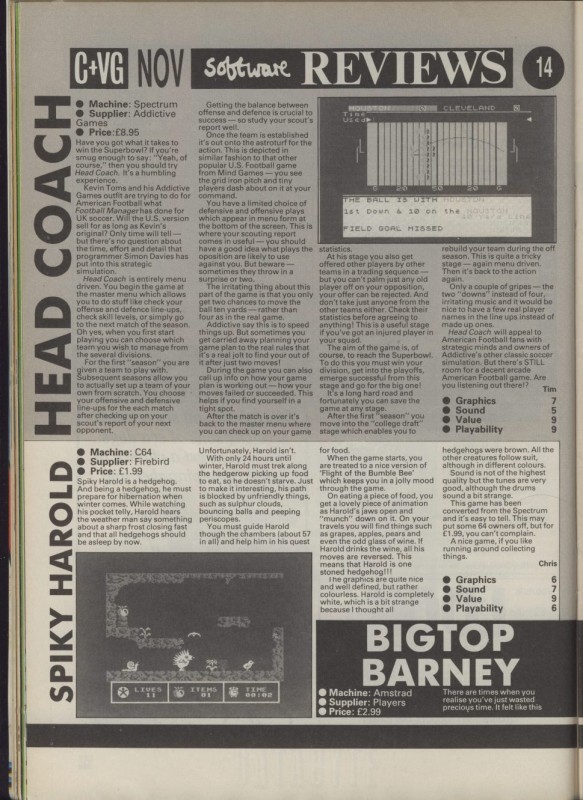 C+VG NOV software REVIEWS 14
HEAD COACH
● Machine: Spectrum
● Supplier: Addictive
Games
● Price: £8.95
Have you got what it takes to
win the Superbowl? If you're
smug enough to say: "Yeah, of
course," then you should try
Head Coach. It's a humbling
experience.
Kevin Toms and his Addictive
Games outfit are trying to do for
American Football what
Football Manager has done for
UK soccer. Will the U.S. version
sell for as long as Kevin's
original? Only time will tell —
but there's no question about
the time, effort and detail that
programmer Simon Davies has
put into this strategic
simulation.
Head Coach is entirely menu
driven. You begin the game at
the master menu which allows
you to do stuff like check your
offense and defence line-ups,
check skill levels, or simply go
to the next match of the season.
Oh yes, when you first start
playing you can choose which
team you wish to manage from
the several divisions.
For the first "season" you are
given a team to play with.
Subsequent seasons allow you
to actually set up a team of your
own from scratch. You choose
your offensive and defensive
line-ups for the each match
after checking up on your
scout's report of your next
opponent.
Getting the balance between
offense and defence is crucial to
success — so study your scout's
report well.
Once the team is established
it's out onto the astroturf for the
action. This is depicted in
similar fashion to that other
popular U.S. Football game
from Mind Games — you see
the grid iron pitch and tiny
players dash about on it at your
command.
You have a limited choice of
defensive and offensive plays
which appear in menu form at
the bottom of the screen. This is
where your scouting report
comes in useful — you should
have a good idea what plays the
opposition are likely to use
against you. But beware —
sometimes they throw in a
surprise or two.
The irritating thing about this
part of the game is that you only
get two chances to move the
ball ten yards — rather than
four as in the real game.
Addictive say this is to speed
things up. But sometimes you
get carried away planning your
game plan to the real rules that
it's a real jolt to find you out of
it after just two moves!
During the game you can also
call up info on how your game
plan is working out — how your
moves failed or succeeded. This
helps if you find yourself in a
tight spot.
After the match is over it's
back to the master menu where
you can check up on your game
HOUSTON CLEVELAND
Time
Used
THE BALL IS WITH HOUSTON
1st Down & 10 on the HOUSTON
FIELD GOAL MISSED
statistics.
At his stage you also get
offered other players by other
teams in a trading sequence —
but you can't palm just any old
player off on your opposition,
your offer can be rejected. And
don't take just anyone from the
other teams either. Check their
statistics before agreeing to
anything! This is a useful stage
if you've got an injured player in
your squad.
The aim of the game is, of
course, to reach the Superbowl.
To do this you must win your
division, get into the playoffs,
emerge successful from this
stage and go for the big one!
It's a long hard road and
fortunately you can save the
game at any stage.
After the first "season" you
move into the "college draft"
stage which enables you to
rebuild your team during the off
season. This is quite a tricky
stage — again menu driven.
Then it's back to the action
again.
Only a couple of gripes — the
two "downs" instead of four,
irritating music and it would be
nice to have a few real player
names in the line ups instead of
made up ones.
Head Coach will appeal to
American Football fans with
strategic minds and owners of
Addictive's other classic soccer
simulation. But there's STILL
room for a decent arcade
American Football game. Are
you listening out there!?
Tim
● Graphics 7
● Sound 5
● Value 9
● Playability 9
SPIKY HAROLD
● Machine: C64
● Supplier: Firebird
● Price: £1.99
Spiky Harold is a hedgehog.
And being a hedgehog, he must
prepare for hibernation when
winter comes. While watching
his pocket telly, Harold hears
the weather man say something
about a sharp frost closing fast
and that all hedgehogs should
be asleep by now.
Unfortunately, Harold isn't.
With only 24 hours until
winter, Harold must trek along
the hedgerow picking up food
to eat, so he doesn't starve. Just
to make it interesting, his path
is blocked by unfriendly things,
such as sulphur clouds,
bouncing balls and peeping
periscopes.
You must guide Harold
though the chambers (about 57
in all) and help him in his quest
LIVES
11
ITEMS
01
TIME
00:02
for food.
When the game starts, you
are treated to a nice version of
'Flight of the Bumble Bee'
which keeps you in a jolly mood
through the game.
On eating a piece of food, you
get a lovely piece of animation
as Harold's jaws open and
"munch" down on it. On your
travels you will find things such
as grapes, apples, pears and
even the odd glass of wine. If
Harold drinks the wine, all his
moves are reversed. This
means that Harold is one
stoned hedgehog!!!
The graphics are quite nice
and well defined, but rather
colourless. Harold is completely
white, which is a bit strange
because I thought all
hedgehogs were brown. All the
other creatures follow suit,
although in different colours.
Sound is not of the highest
quality but the tunes are very
good, although the drums
sound a bit strange.
This game has been
converted from the Spectrum
and it's easy to tell. This may
put some 64 owners off, but for
£1.99, you can't complain.
A nice game, if you like
running around collecting
things.
Chris
● Graphics 6
● Sound 7
● Value 9
● Playability 6
BIGTOP
BARNEY
● Machine: Amstrad
● Supplier: Players
● Price: £2.99
There are times when you
realise you've just wasted
precious time. It felt like this